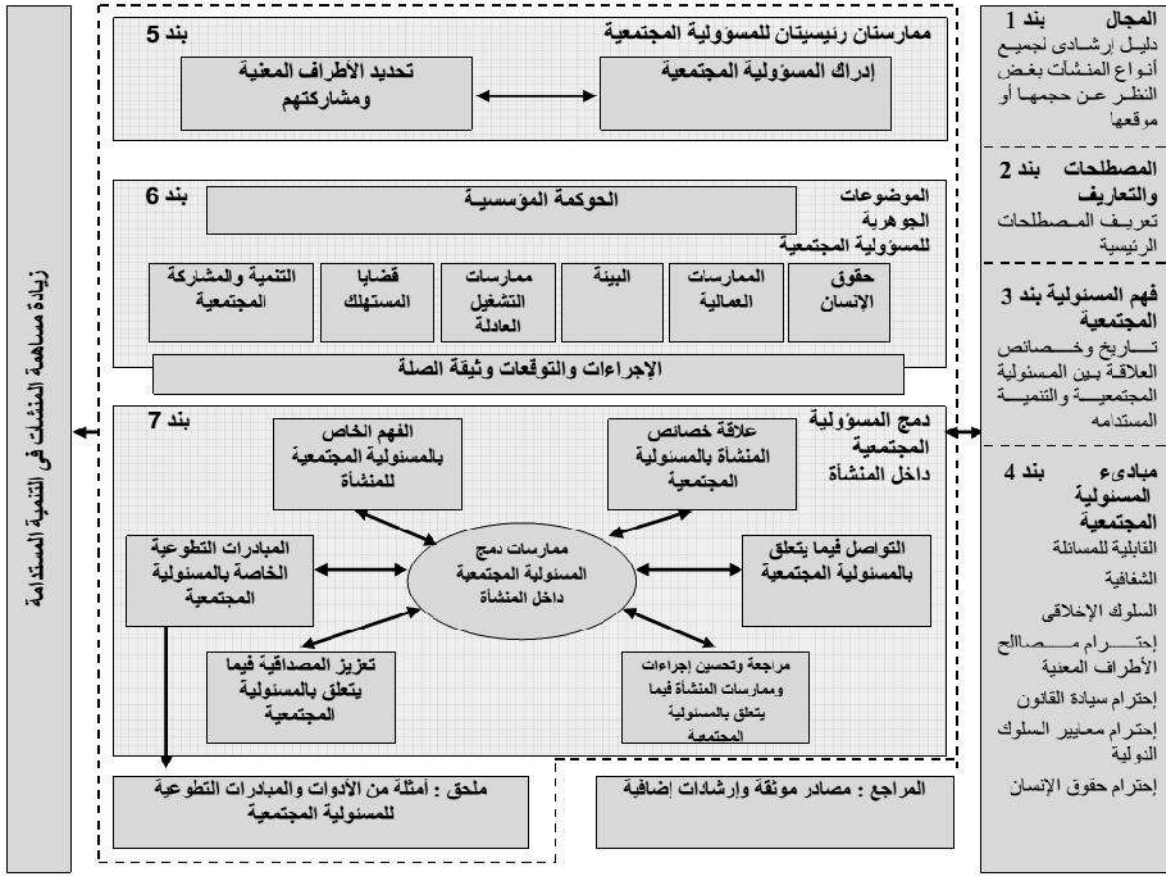 المجال بند 1
دليل إرشادى لجميع
أنواع المنشآت بغض
النظر عن حجمها أو
موقعها
المصطلحات بند 2
والتعاريف
تعريف المصطلحات
الرئيسية
فهم المسئولية بند 3
المجتمعية
تاريخ وخصائص
العلاقة بين المسئولية
المجتمعية والتنمية
المستدامه
مبادىء بند 4
المسئولية
المجتمعية
القابلية للمسائلة
الشفافية
السلوك الإخلاقى
إحترام مصاالح
الأطراف المعنية
إحترام سيادة القانون
إحترام معايير السلوك
الدولية
إحترام حقوق الإنسان
ممارستان رئيسيتان للمسؤولية المجتمعية
بند 5
إدراك المسؤولية المجتمعية
تحديد الأطراف المعنية
ومشاركتهم
الموضوعات
الجوهرية
للمسؤولية المجتمعية
بند 6
الحوكمة المؤسسية
حقوق
الإنسان
الممارسات
العمالية
البيئة
ممارسات
التشغيل
العادلة
قضايا
المستهلك
التنمية والمشاركة
المجتمعية
الإجراءات والتوقعات وثيقة الصلة
دمج المسؤولية
المجتمعية
داخل المنشأة
بند 7
علاقة خصائص
المنشأة بالمسئولية
المجتمعية
الفهم الخاص
بالمسئولية المجتمعية
للمنشأة
التواصل فيما يتعلق
بالمسئولية المجتمعية
ممارسات دمج
المسئولية المجتمعية
داخل المنشأة
المبادرات التطوعية
الخاصة بالمسئولية
المجتمعية
مراجعة وتحسين إجراءات
وممارسات المنشأة فيما
يتعلق بالمسئولية
المجتمعية
تعزيز المصداقية فيما
يتعلق بالمسئولية
المجتمعية
المراجع : مصادر موثقة وإرشادات إضافية
ملحق : أمثلة من الأدوات والمبادرات التطوعية
للمسئولية المجتمعية
زيادة مساهمة المنشآت فى التنمية المستدامة